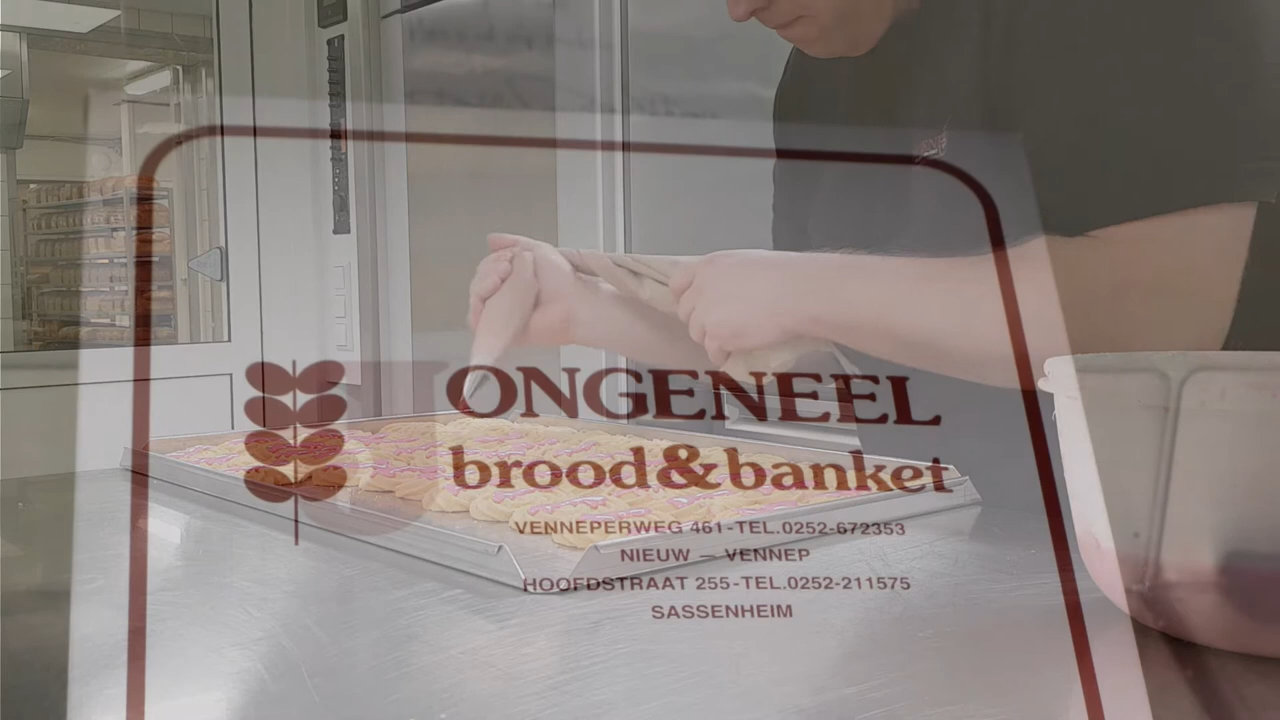 ONGENEEL
brood&banket
VENNEPERWEG 461-TEL.0252-672353
NIEUW — VENNEP
HOOFDSTRAAT 255-TEL.0252-211575
SASSENHEIM